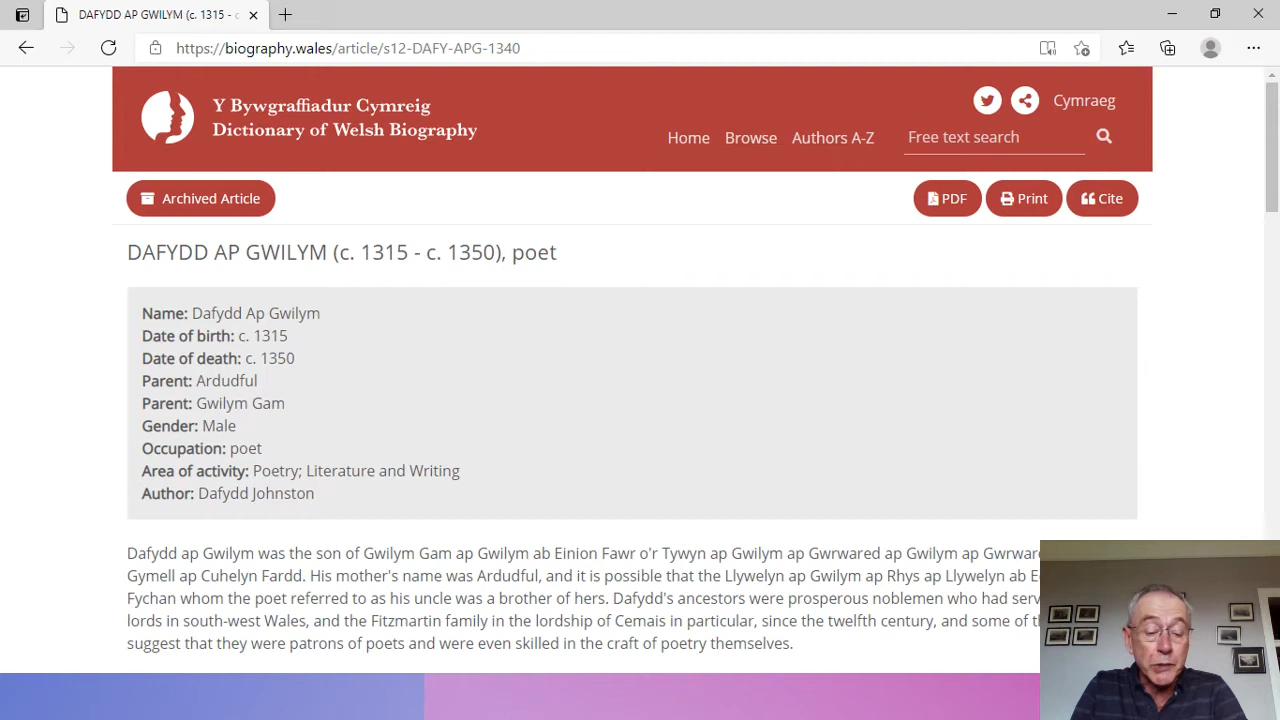 DAFYDD AP GWILYM (c. 1315 -
https://biography.wales/article/s12-DAFY-APG-1340
Y Bywgraffiadur Cymreig
Dictionary of Welsh Biography
Cymraeg
Home Browse Authors A-Z Free text search
Archived Article PDF Print Cite
DAFYDD AP GWILYM (c. 1315 - c. 1350), poet
Name: Dafydd Ap Gwilym
Date of birth: c. 1315
Date of death: c. 1350
Parent: Ardudful
Parent: Gwilym Gam
Gender: Male
Occupation: poet
Area of activity: Poetry; Literature and Writing
Author: Dafydd Johnston
Dafydd ap Gwilym was the son of Gwilym Gam ap Gwilym ab Einion Fawr o'r Tywyn ap Gwilym ap Gwrwared ap Gwilym ap
Gymell ap Cuhelyn Fardd. His mother's name was Ardudful, and it is possible that the Llywelyn ap Gwilym ap Rhys ap Llywelyn ab
Fychan whom the poet referred to as his uncle was a brother of hers. Dafydd's ancestors were prosperous noblemen who had
lords in south-west Wales, and the Fitzmartin family in the lordship of Cemais in particular, since the twelfth century, and some of
suggest that they were patrons of poets and were even skilled in the craft of poetry themselves.